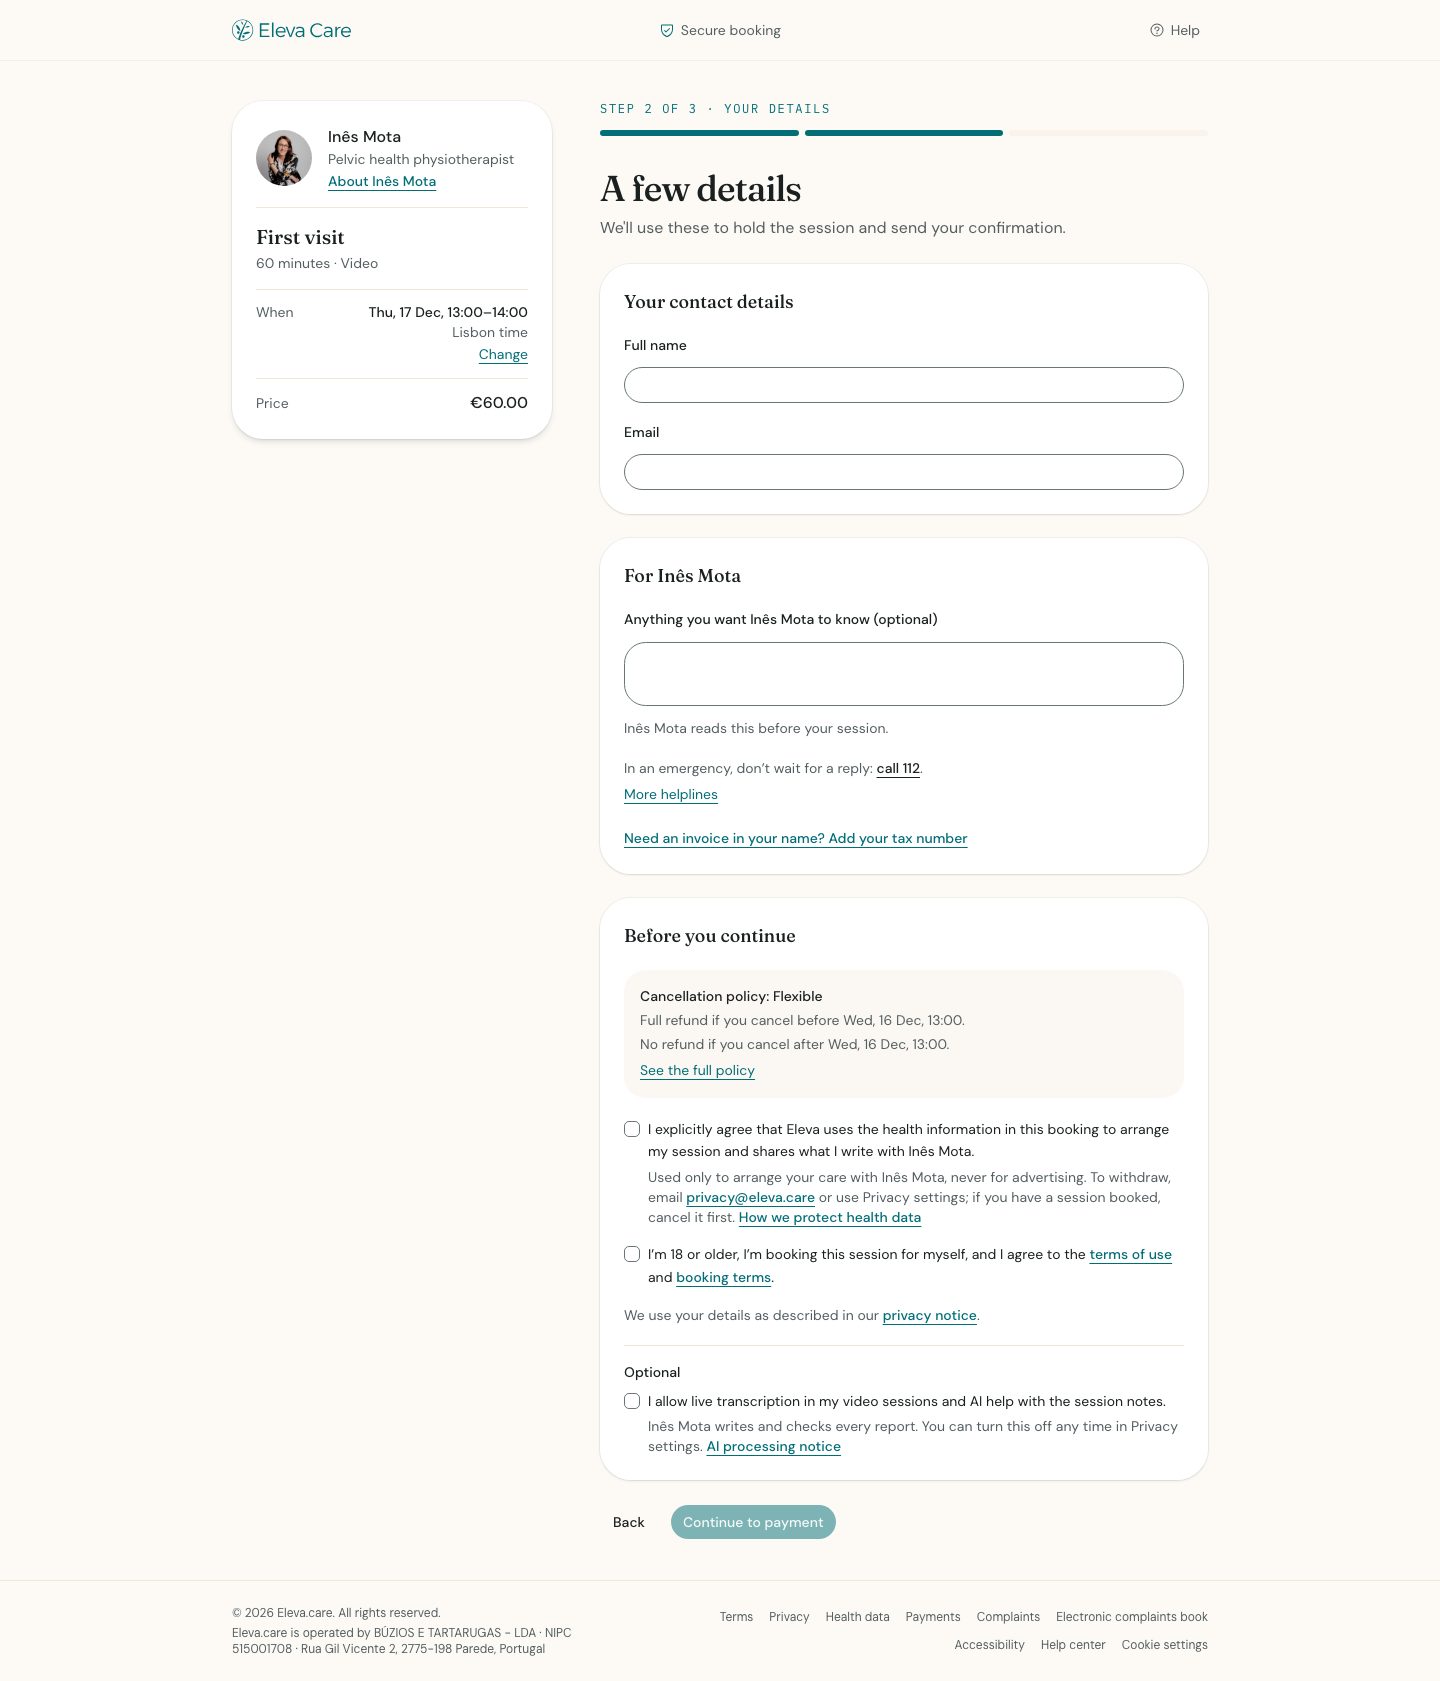 Eleva Care
Secure booking
Help
Inês Mota
Pelvic health physiotherapist
About Inês Mota
First visit
60 minutes · Video
When
Thu, 17 Dec, 13:00–14:00
Lisbon time
Change
Price
€60.00
STEP 2 OF 3 · YOUR DETAILS
A few details
We'll use these to hold the session and send your confirmation.
Your contact details
Full name
Email
For Inês Mota
Anything you want Inês Mota to know (optional)
Inês Mota reads this before your session.
In an emergency, don’t wait for a reply: call 112.
More helplines
Need an invoice in your name? Add your tax number
Before you continue
Cancellation policy: Flexible
Full refund if you cancel before Wed, 16 Dec, 13:00.
No refund if you cancel after Wed, 16 Dec, 13:00.
See the full policy
I explicitly agree that Eleva uses the health information in this booking to arrange
my session and shares what I write with Inês Mota.
Used only to arrange your care with Inês Mota, never for advertising. To withdraw,
email privacy@eleva.care or use Privacy settings; if you have a session booked,
cancel it first. How we protect health data
I’m 18 or older, I’m booking this session for myself, and I agree to the terms of use
and booking terms.
We use your details as described in our privacy notice.
Optional
I allow live transcription in my video sessions and AI help with the session notes.
Inês Mota writes and checks every report. You can turn this off any time in Privacy
settings. AI processing notice
Back
Continue to payment
© 2026 Eleva.care. All rights reserved.
Eleva.care is operated by BÚZIOS E TARTARUGAS - LDA · NIPC
515001708 · Rua Gil Vicente 2, 2775-198 Parede, Portugal
Terms
Privacy
Health data
Payments
Complaints
Electronic complaints book
Accessibility
Help center
Cookie settings